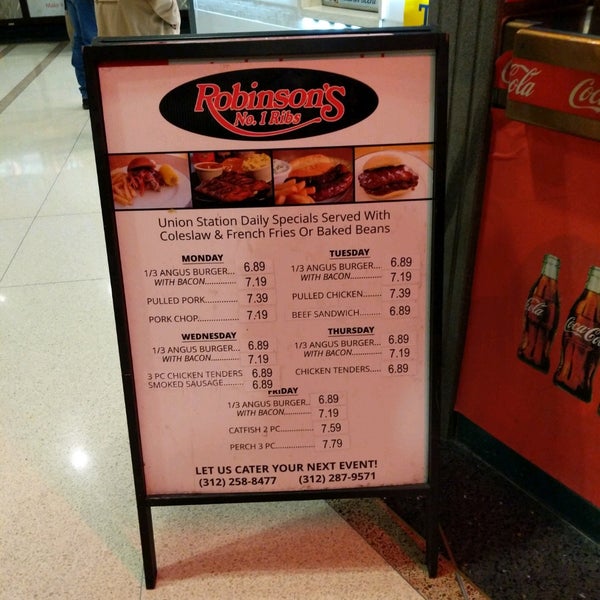 Robinson's
No. 1 Ribs
Union Station Daily Specials Served With
Coleslaw & French Fries Or Baked Beans
MONDAY
1/3 ANGUS BURGER... 6.89
WITH BACON............ 7.19
PULLED PORK............ 7.39
PORK CHOP.............. 7.19
TUESDAY
1/3 ANGUS BURGER... 6.89
WITH BACON............ 7.19
PULLED CHICKEN....... 7.39
BEEF SANDWICH........ 6.89
WEDNESDAY
1/3 ANGUS BURGER... 6.89
WITH BACON............ 7.19
3 PC CHICKEN TENDERS 6.89
SMOKED SAUSAGE....... 6.89
THURSDAY
1/3 ANGUS BURGER... 6.89
WITH BACON............ 7.19
CHICKEN TENDERS..... 6.89
FRIDAY
1/3 ANGUS BURGER.. 6.89
WITH BACON............ 7.19
CATFISH 2 PC............ 7.59
PERCH 3 PC.............. 7.79
LET US CATER YOUR NEXT EVENT!
(312) 258-8477 (312) 287-9571
Coca-Cola
Coca
Coca-Cola